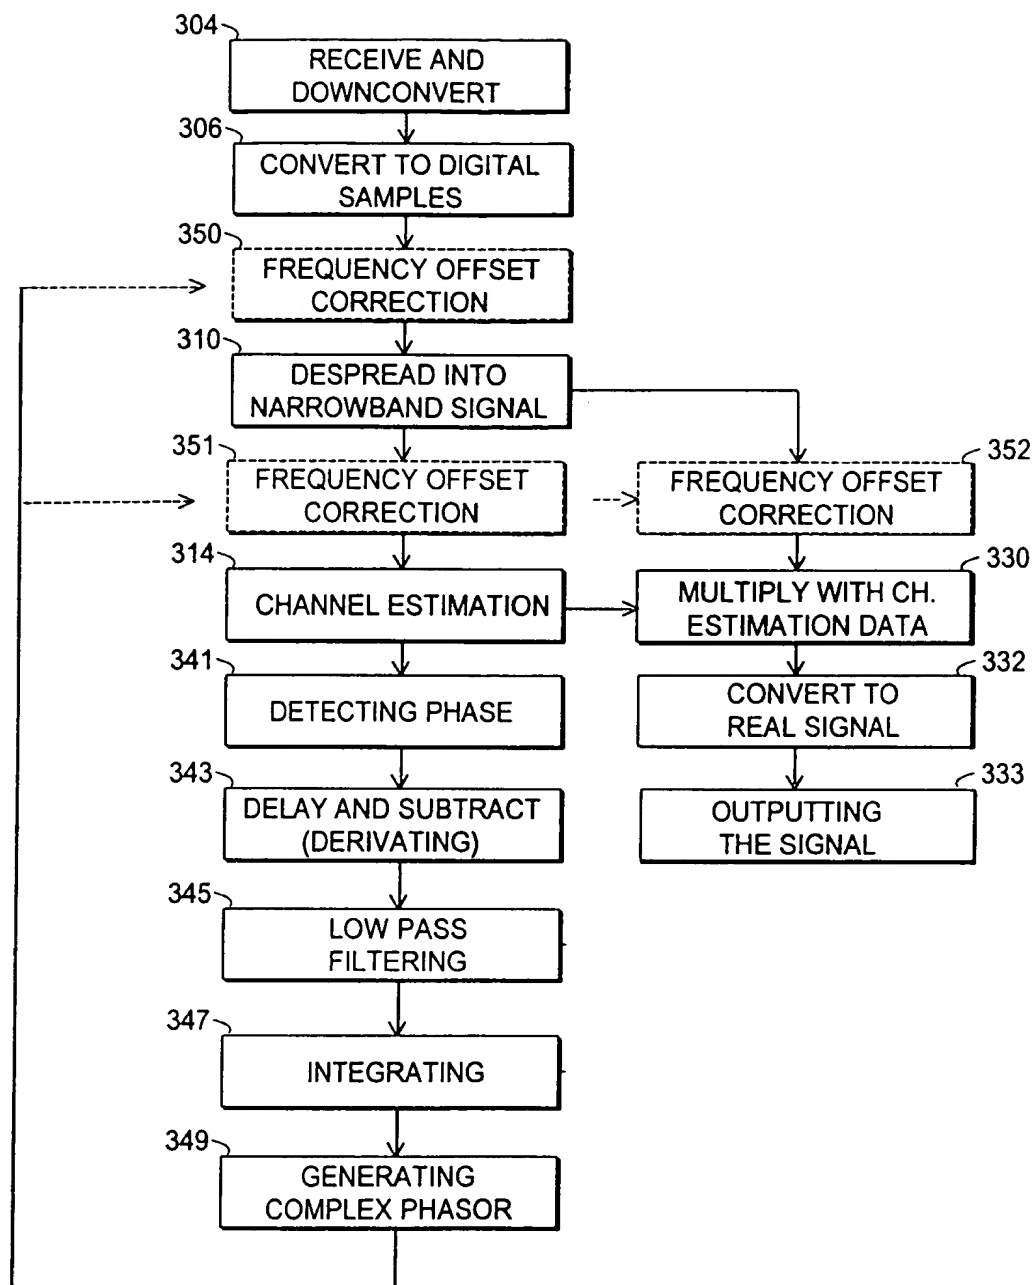 304
RECEIVE AND
DOWNCONVERT
306
CONVERT TO DIGITAL
SAMPLES
350
FREQUENCY OFFSET
CORRECTION
310
DESPREAD INTO
NARROWBAND SIGNAL
351
FREQUENCY OFFSET
CORRECTION
352
FREQUENCY OFFSET
CORRECTION
314
CHANNEL ESTIMATION
330
MULTIPLY WITH CH.
ESTIMATION DATA
341
DETECTING PHASE
332
CONVERT TO
REAL SIGNAL
343
DELAY AND SUBTRACT
(DERIVATING)
333
OUTPUTTING
THE SIGNAL
345
LOW PASS
FILTERING
347
INTEGRATING
349
GENERATING
COMPLEX PHASOR